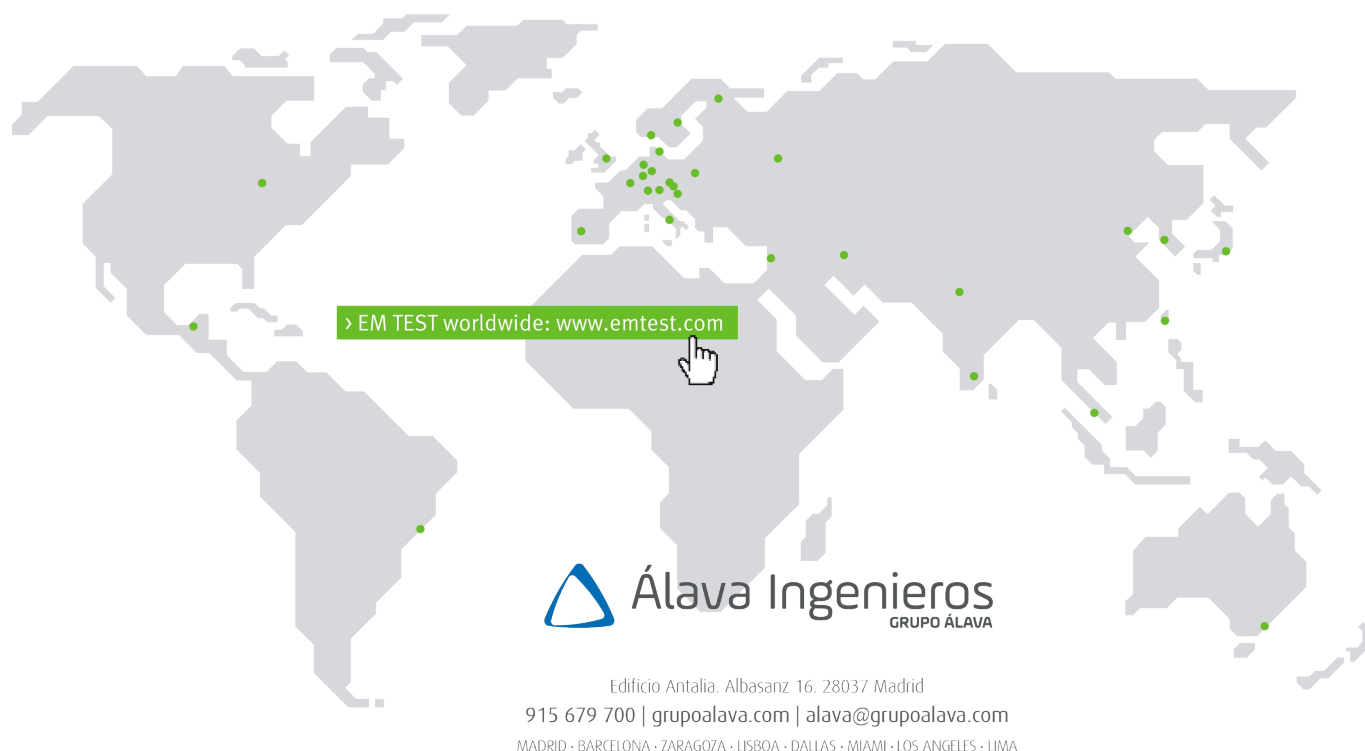 > EM TEST worldwide: www.emtest.com
Álava Ingenieros
GRUPO ÁLAVA
Edificio Antalia. Albasanz 16. 28037 Madrid
915 679 700 | grupoalava.com | alava@grupoalava.com
MADRID · BARCELONA · ZARAGOZA · LISBOA · DALLAS · MIAMI · LOS ANGELES · LIMA